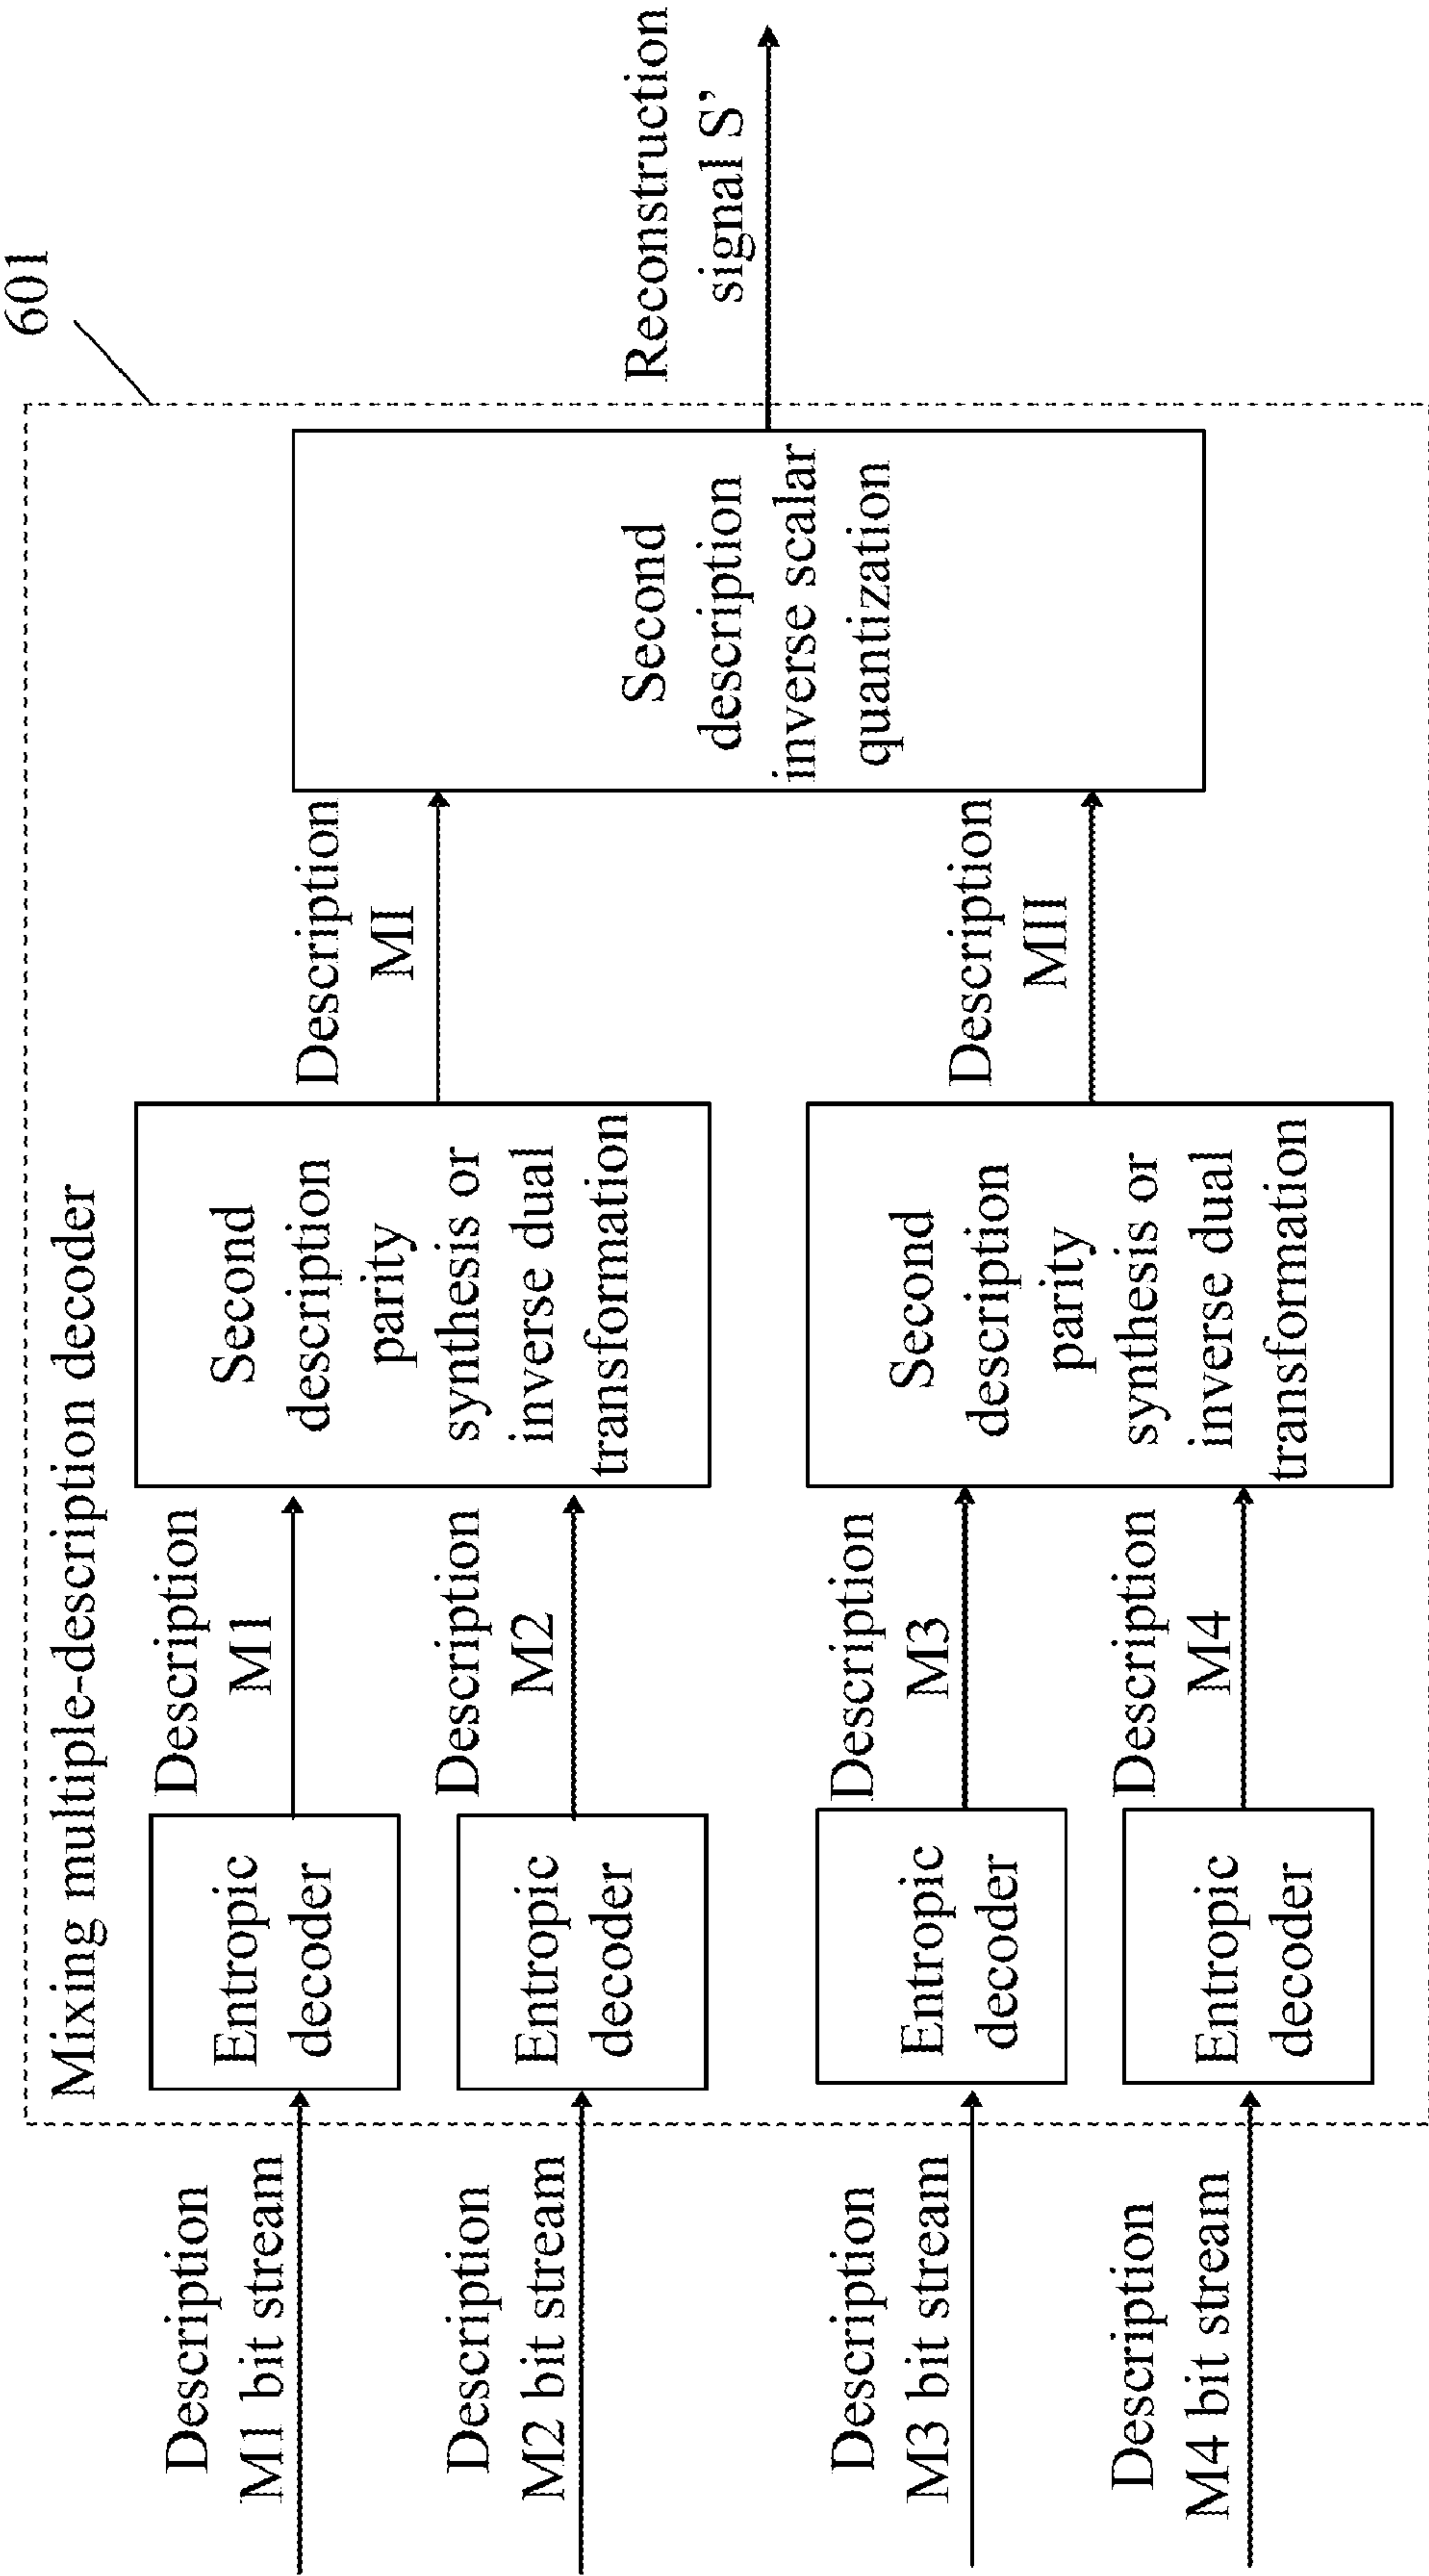 601
Mixing multiple-description decoder
Description
M1 bit stream
Entropic
decoder
Description
M1
Second
description
parity
synthesis or
inverse dual
transformation
Description
MI
Description
M2 bit stream
Entropic
decoder
Description
M2
Second
description
inverse scalar
quantization
Reconstruction
signal S’
Description
M3 bit stream
Entropic
decoder
Description
M3
Second
description
parity
synthesis or
inverse dual
transformation
Description
MII
Description
M4 bit stream
Entropic
decoder
Description
M4